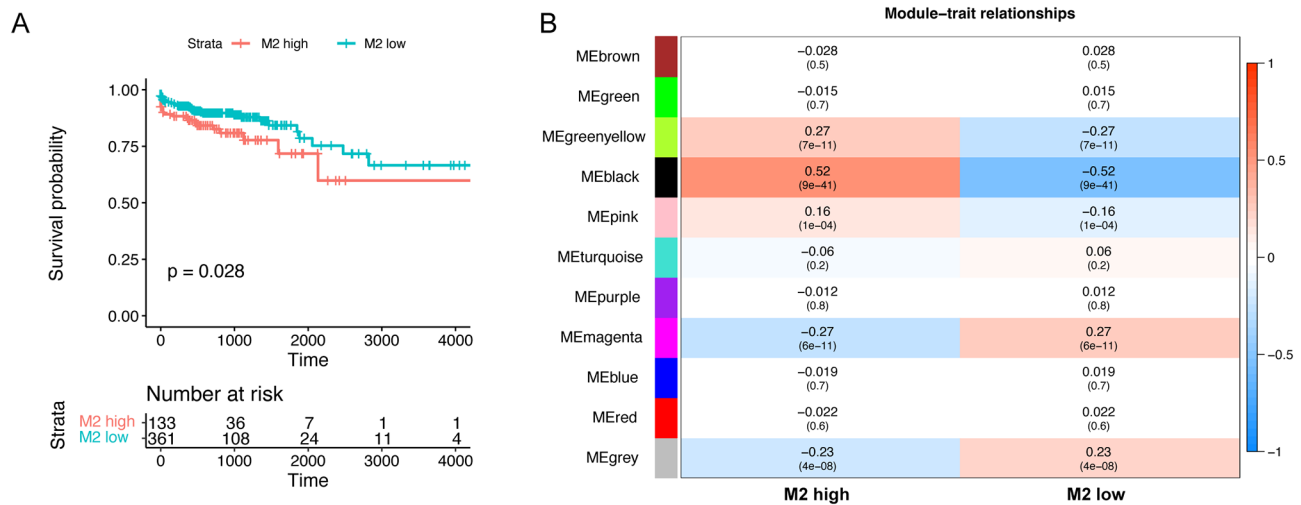 A
Strata M2 high M2 low
Survival probability
1.00
0.75
0.50
0.25
0.00
p = 0.028
0 1000 2000 3000 4000
Time
Number at risk
Strata
M2 high 133 36 7 1 1
M2 low 361 108 24 11 4
0 1000 2000 3000 4000
Time
B
Module−trait relationships
MEbrown −0.028 0.028
(0.5) (0.5)
MEgreen −0.015 0.015
(0.7) (0.7)
MEgreenyellow 0.27 −0.27
(7e−11) (7e−11)
MEblack 0.52 −0.52
(9e−41) (9e−41)
MEpink 0.16 −0.16
(1e−04) (1e−04)
MEturquoise −0.06 0.06
(0.2) (0.2)
MEpurple −0.012 0.012
(0.8) (0.8)
MEmagenta −0.27 0.27
(6e−11) (6e−11)
MEblue −0.019 0.019
(0.7) (0.7)
MEred −0.022 0.022
(0.6) (0.6)
MEgrey −0.23 0.23
(4e−08) (4e−08)
M2 high M2 low
1
0.5
0
−0.5
−1